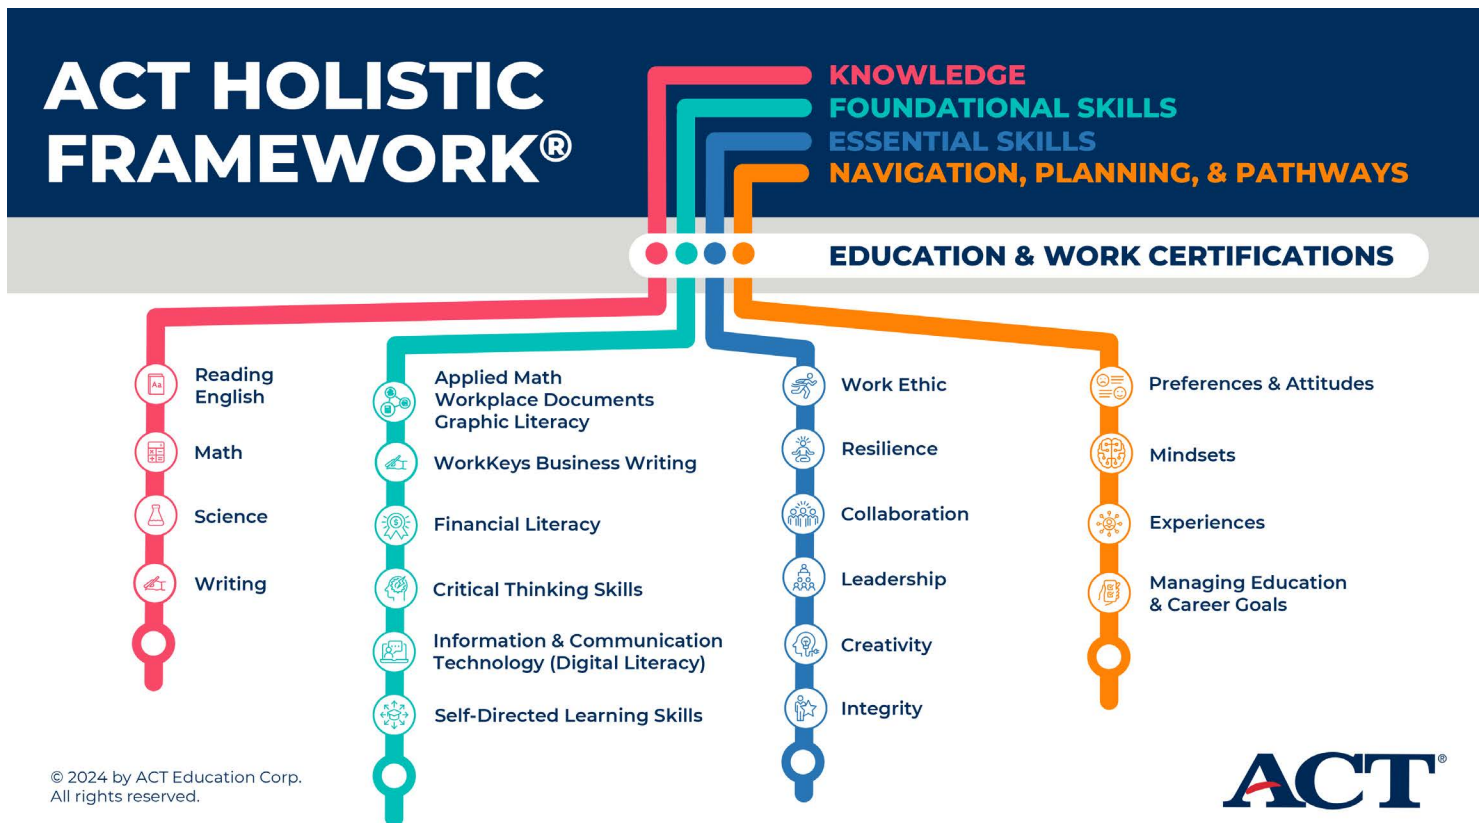 ACT HOLISTIC
FRAMEWORK®
KNOWLEDGE
FOUNDATIONAL SKILLS
ESSENTIAL SKILLS
NAVIGATION, PLANNING, & PATHWAYS
EDUCATION & WORK CERTIFICATIONS
Aa
Reading
English
Math
Science
Writing
Applied Math
Workplace Documents
Graphic Literacy
WorkKeys Business Writing
Financial Literacy
Critical Thinking Skills
Information & Communication
Technology (Digital Literacy)
Self-Directed Learning Skills
Work Ethic
Resilience
Collaboration
Leadership
Creativity
Integrity
Preferences & Attitudes
Mindsets
Experiences
Managing Education
& Career Goals
© 2024 by ACT Education Corp.
All rights reserved.
ACT®